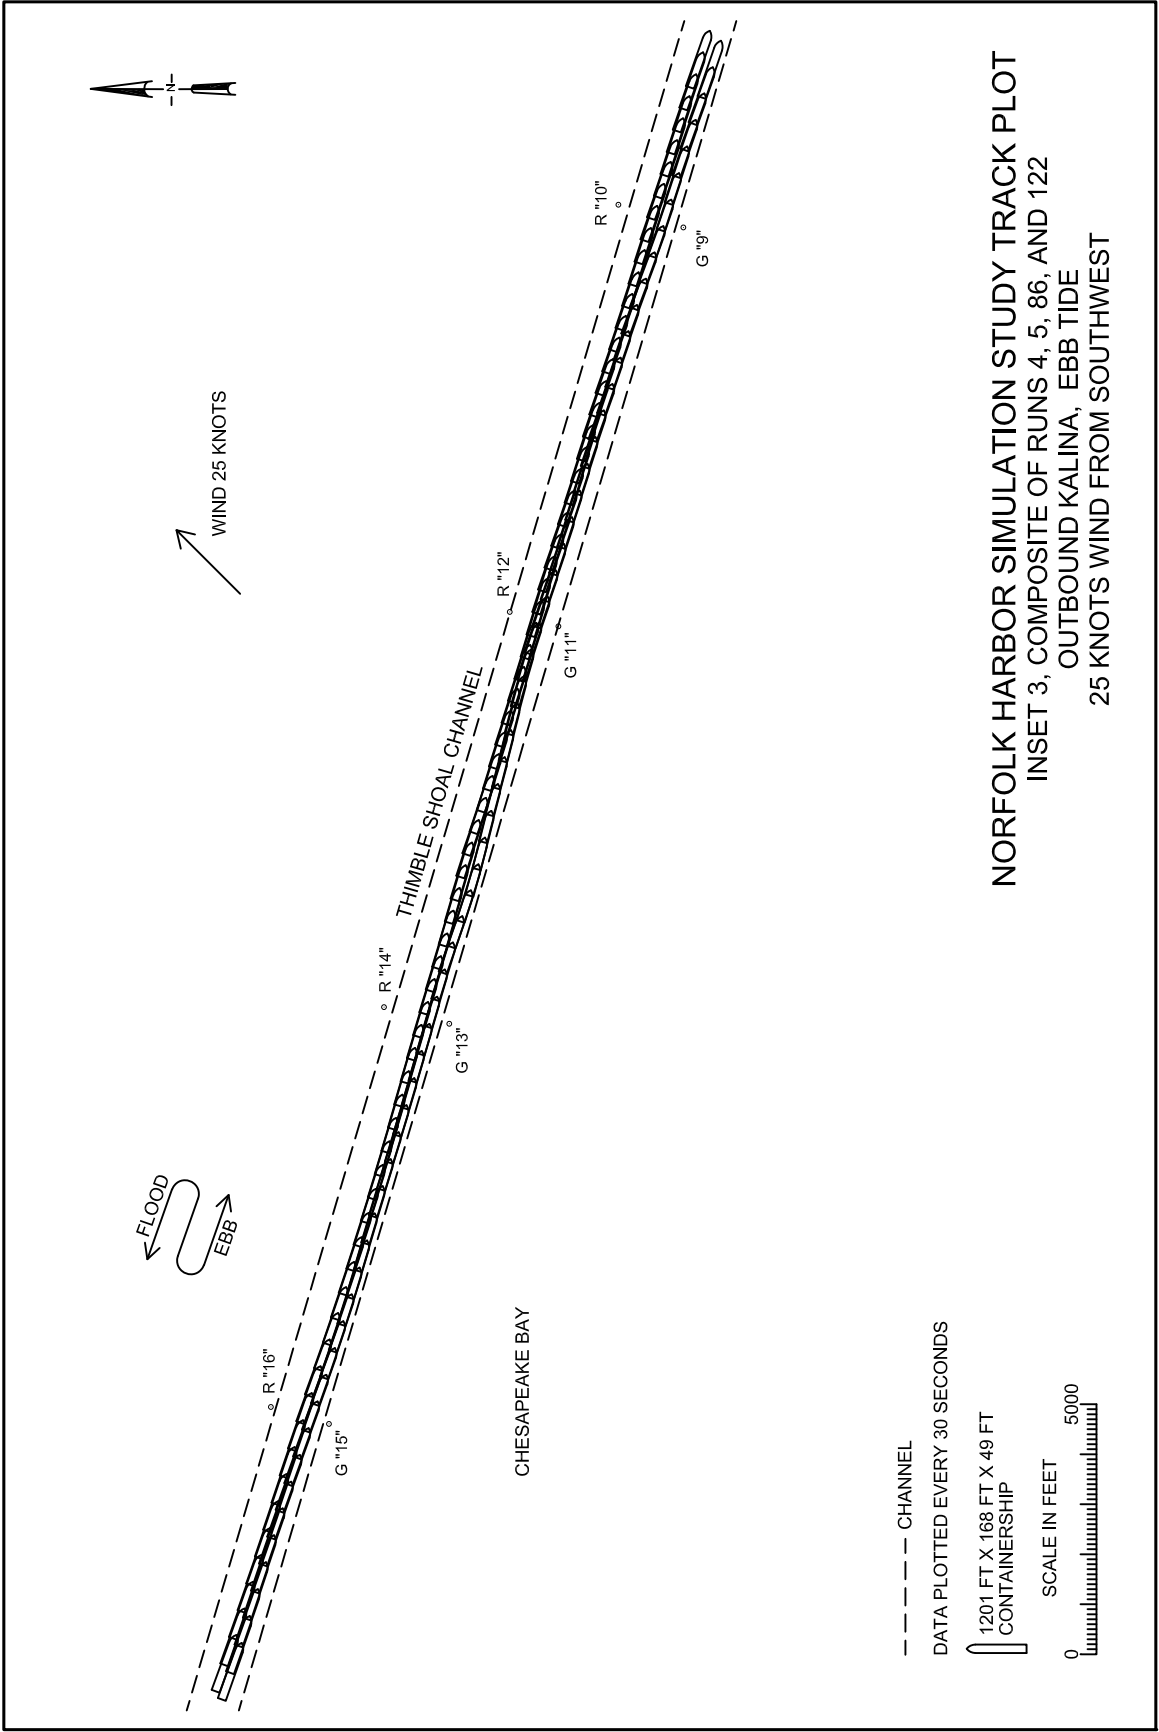 N
WIND 25 KNOTS
R "10"
G "9"
R "12"
G "11"
THIMBLE SHOAL CHANNEL
R "14"
G "13"
FLOOD
EBB
R "16"
G "15"
CHESAPEAKE BAY
CHANNEL
DATA PLOTTED EVERY 30 SECONDS
1201 FT X 168 FT X 49 FT
CONTAINERSHIP
SCALE IN FEET
0 5000
NORFOLK HARBOR SIMULATION STUDY TRACK PLOT
INSET 3, COMPOSITE OF RUNS 4, 5, 86, AND 122
OUTBOUND KALINA, EBB TIDE
25 KNOTS WIND FROM SOUTHWEST